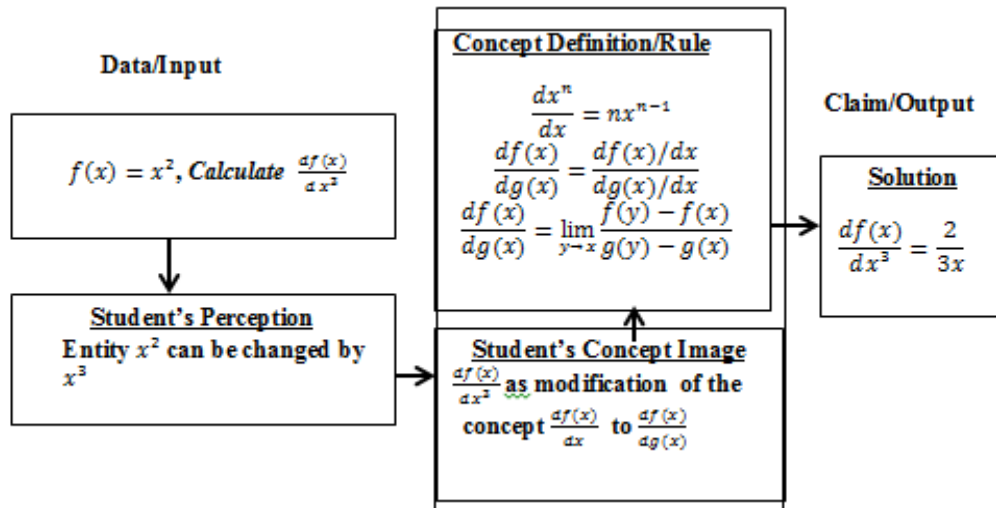 Data/Input
f(x) = x², Calculate df(x)/dx³
Student's Perception
Entity x² can be changed by
x³
Concept Definition/Rule
dxⁿ/dx = nxⁿ⁻¹
df(x)/dg(x) = df(x)/dx / dg(x)/dx
df(x)/dg(x) = lim y→x f(y) − f(x) / g(y) − g(x)
Student's Concept Image
df(x)/dx³ as modification of the
concept df(x)/dx to df(x)/dg(x)
Claim/Output
Solution
df(x)/dx³ = 2/3x